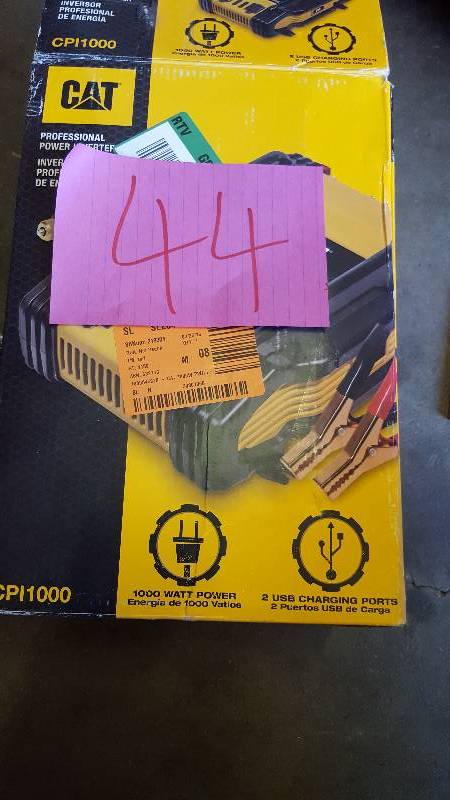 INVERSOR
PROFESIONAL
DE ENERGÍA
CPI1000
1000 WATT POWER
Energía de 1000 Vatios
2 USB CHARGING PORTS
2 Puertos USB de Carga
CAT
RTV
PROFESSIONAL
POWER INVERTER
INVER
PROF
DE EN
44
SL
M 08
CPI1000
1000 WATT POWER
Energía de 1000 Vatios
2 USB CHARGING PORTS
2 Puertos USB de Carga